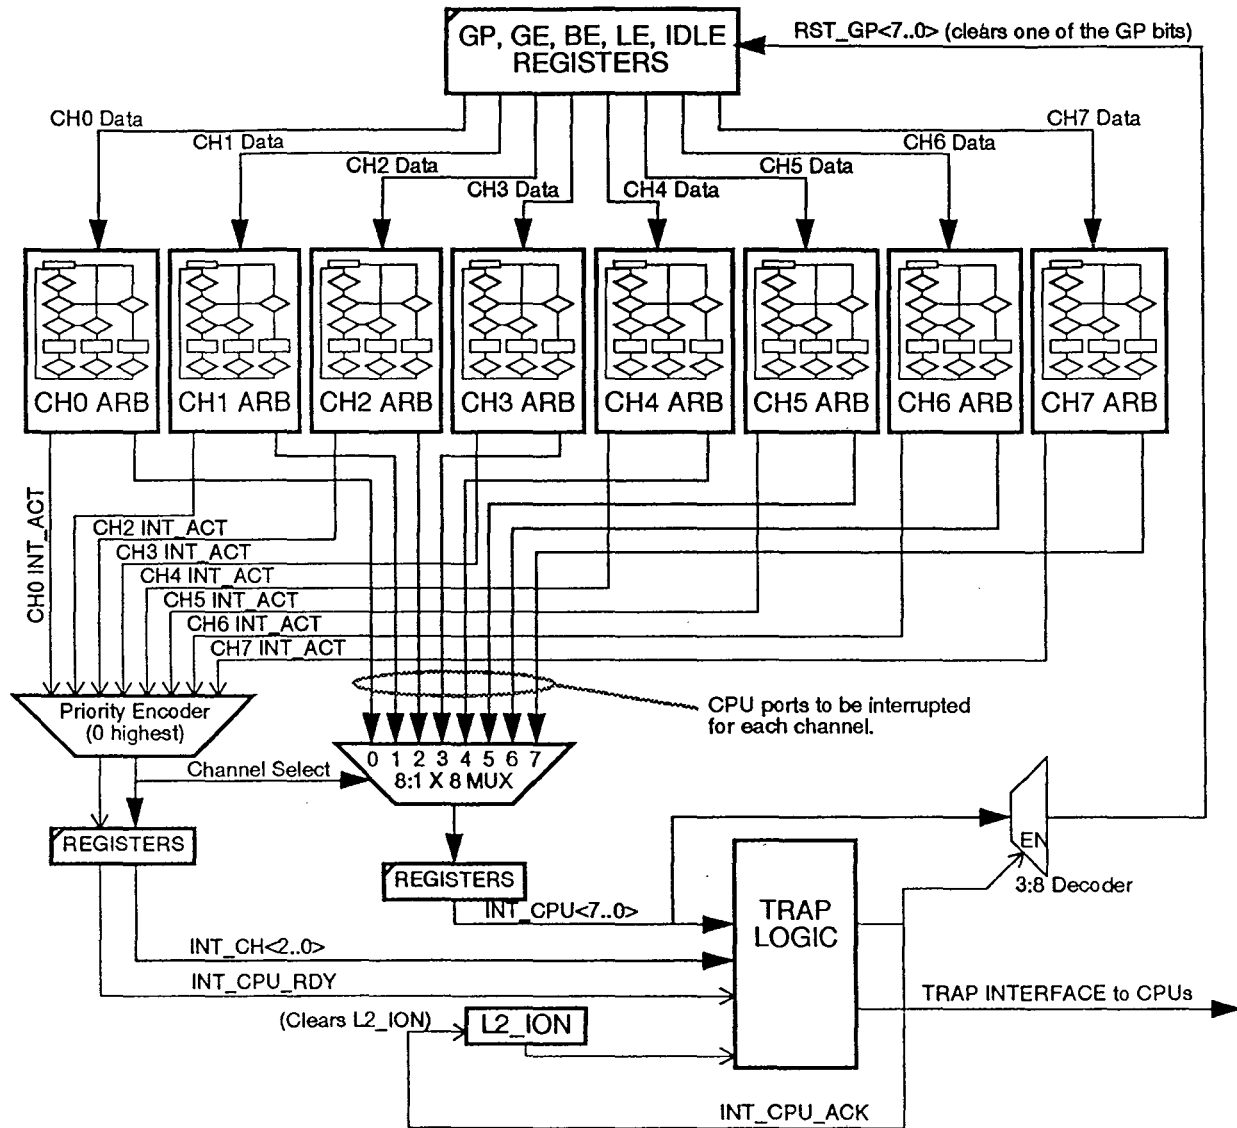 GP, GE, BE, LE, IDLE
REGISTERS
RST_GP<7..0> (clears one of the GP bits)
CH0 Data
CH1 Data
CH2 Data
CH3 Data
CH4 Data
CH5 Data
CH6 Data
CH7 Data
CH0 ARB
CH1 ARB
CH2 ARB
CH3 ARB
CH4 ARB
CH5 ARB
CH6 ARB
CH7 ARB
CH0 INT_ACT
CH2 INT_ACT
CH3 INT_ACT
CH4 INT_ACT
CH5 INT_ACT
CH6 INT_ACT
CH7 INT_ACT
Priority Encoder
(0 highest)
CPU ports to be interrupted
for each channel.
0 1 2 3 4 5 6 7
8:1 X 8 MUX
Channel Select
REGISTERS
REGISTERS
EN
3:8 Decoder
INT_CPU<7..0>
TRAP
LOGIC
INT_CH<2..0>
INT_CPU_RDY
TRAP INTERFACE to CPUs
(Clears L2_ION)
L2_ION
INT_CPU_ACK